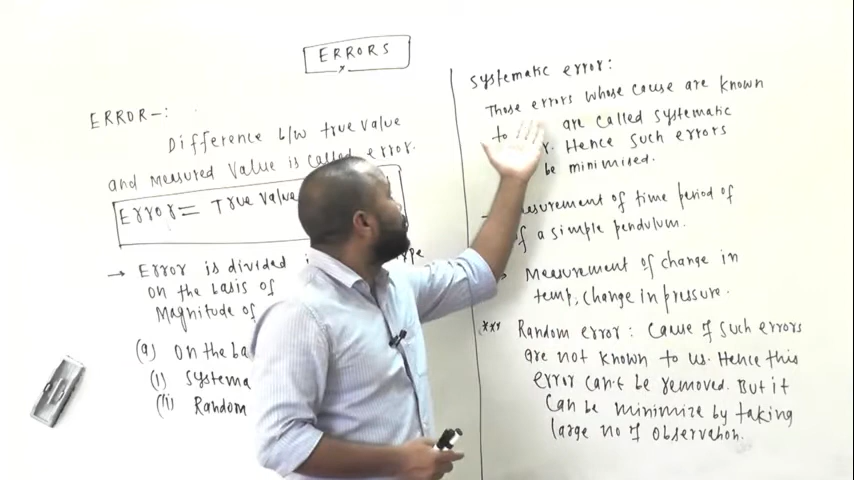 ERRORS
ERROR-:
Difference b/w true value
and measured value is called error.
Error = True value
→ Error is divided type
on the basis of
Magnitude of
(a) On the ba
(i) Systema
(ii) Random
Systematic error:
Those errors whose cause are known
to are called systematic
r. Hence such errors
be minimised.
surement of time period of
of a simple pendulum.
Measurement of change in
temp, change in pressure.
*** Random error: Cause of such errors
are not known to us. Hence this
error can't be removed. But it
can be minimize by taking
large no of observation.